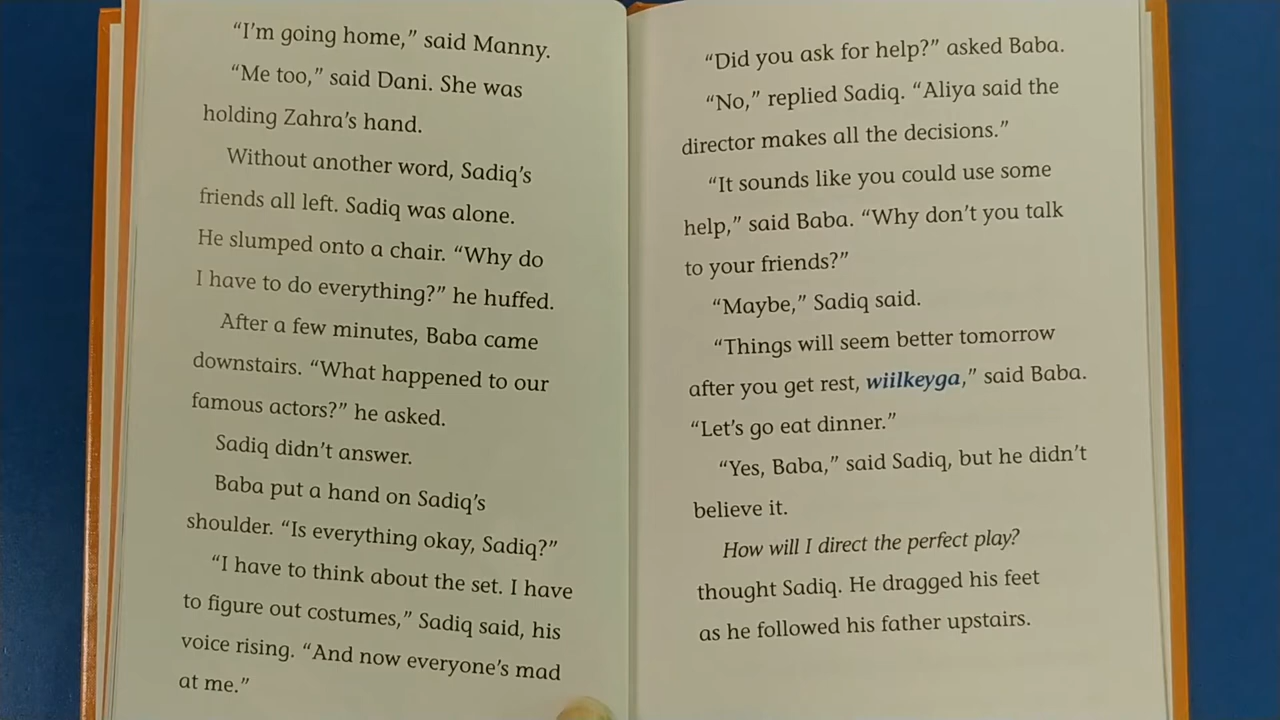 “I’m going home,” said Manny.
“Me too,” said Dani. She was
holding Zahra’s hand.
Without another word, Sadiq’s
friends all left. Sadiq was alone.
He slumped onto a chair. “Why do
I have to do everything?” he huffed.
After a few minutes, Baba came
downstairs. “What happened to our
famous actors?” he asked.
Sadiq didn’t answer.
Baba put a hand on Sadiq’s
shoulder. “Is everything okay, Sadiq?”
“I have to think about the set. I have
to figure out costumes,” Sadiq said, his
voice rising. “And now everyone’s mad
at me.”
“Did you ask for help?” asked Baba.
“No,” replied Sadiq. “Aliya said the
director makes all the decisions.”
“It sounds like you could use some
help,” said Baba. “Why don’t you talk
to your friends?”
“Maybe,” Sadiq said.
“Things will seem better tomorrow
after you get rest, wiilkeyga,” said Baba.
“Let’s go eat dinner.”
“Yes, Baba,” said Sadiq, but he didn’t
believe it.
How will I direct the perfect play?
thought Sadiq. He dragged his feet
as he followed his father upstairs.